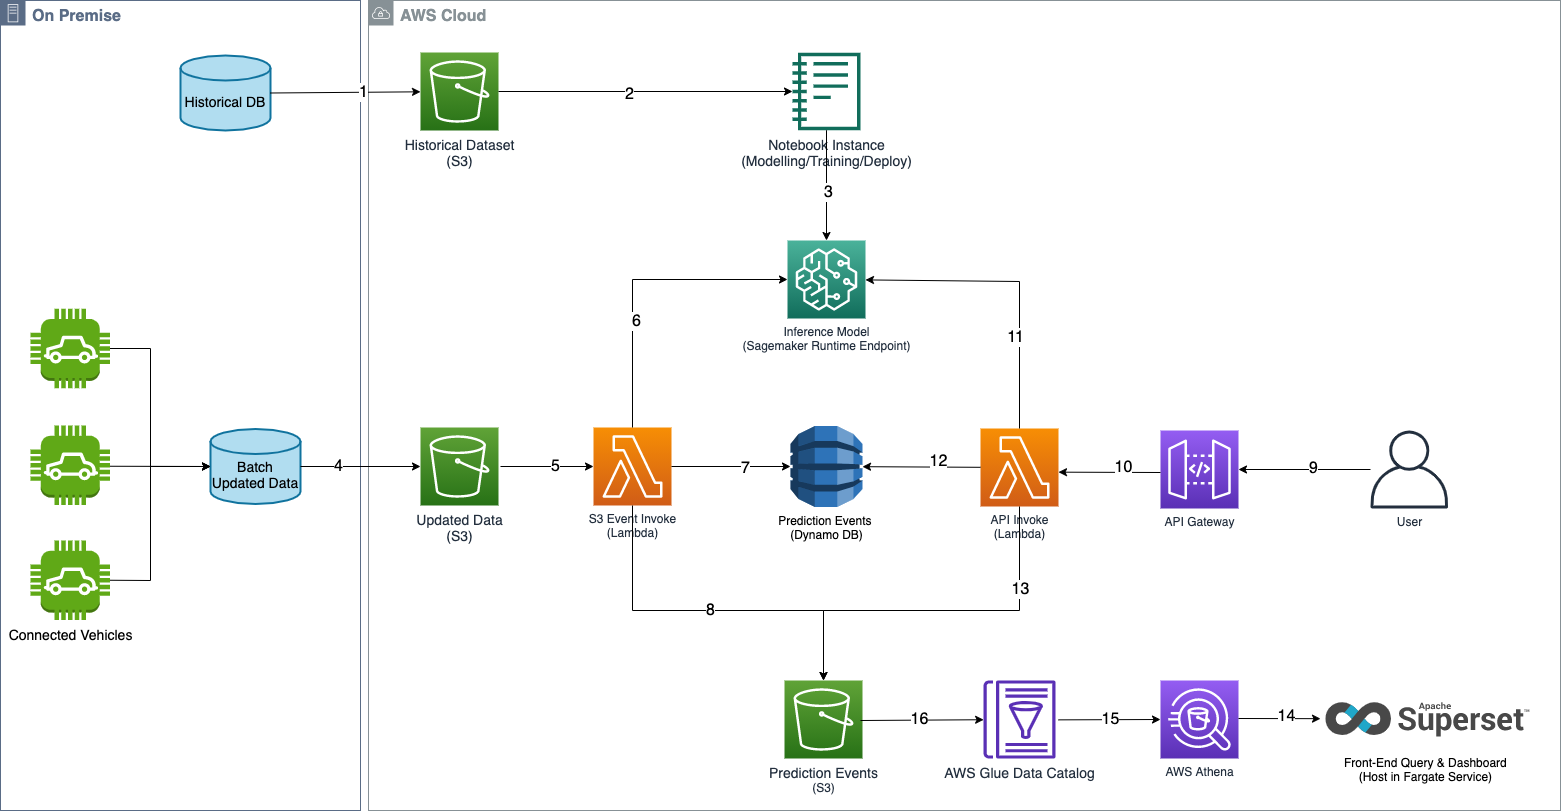 On Premise
AWS Cloud
Historical DB
1
2
Historical Dataset
(S3)
Notebook Instance
(Modelling/Training/Deploy)
3
Inference Model
(Sagemaker Runtime Endpoint)
6
11
Connected Vehicles
Batch
Updated Data
4
Updated Data
(S3)
5
S3 Event Invoke
(Lambda)
7
Prediction Events
(Dynamo DB)
12
API Invoke
(Lambda)
10
</>
API Gateway
9
User
8
13
Prediction Events
(S3)
16
AWS Glue Data Catalog
15
AWS Athena
14
Apache
Superset™
Front-End Query & Dashboard
(Host in Fargate Service)